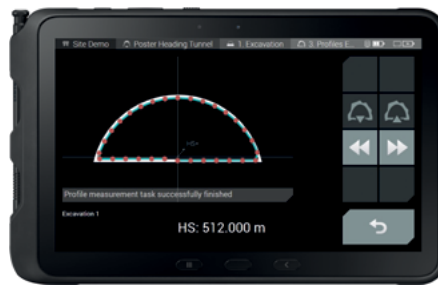 Site Demo
Poster Heading Tunnel
1. Excavation
3. Profiles E...
Profile measurement task successfully finished
Excavation 1
HS: 512.000 m